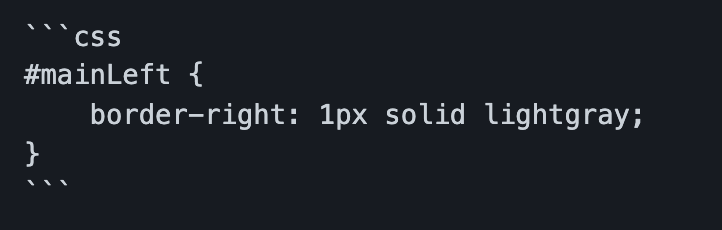 ```css
#mainLeft {
    border-right: 1px solid lightgray;
}
```